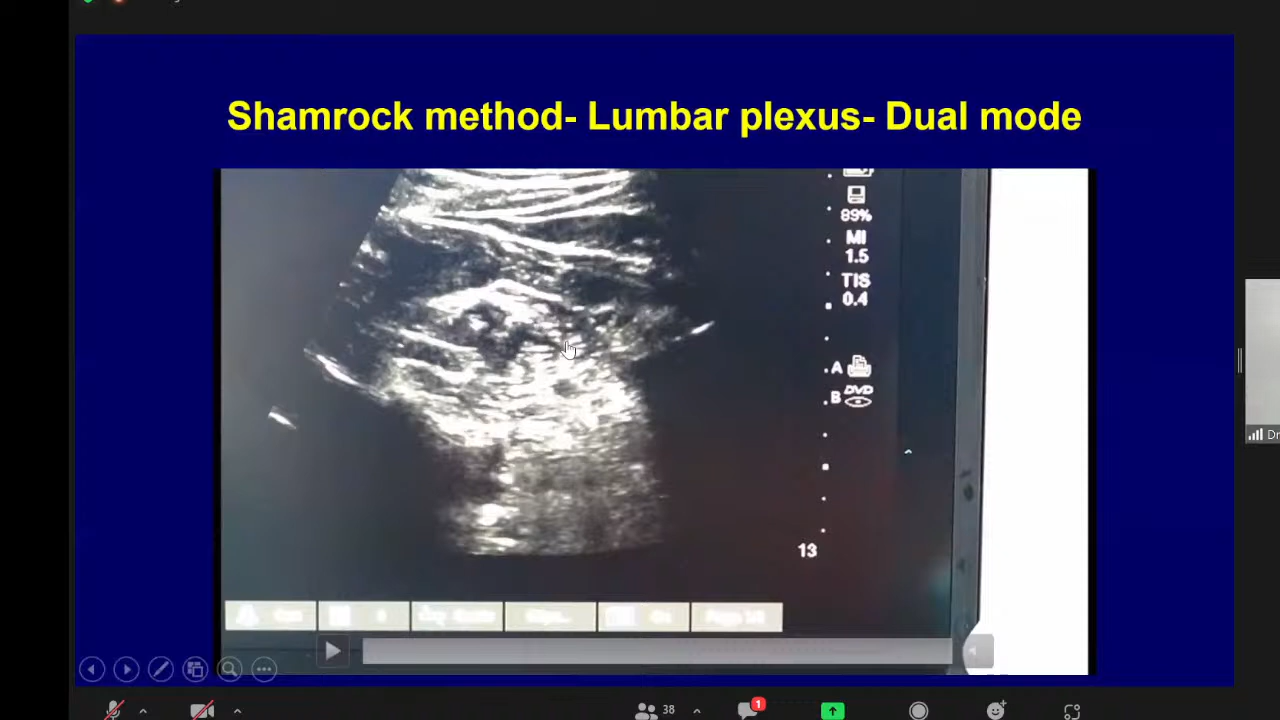 Shamrock method- Lumbar plexus- Dual mode
89%
MI
1.5
TIS
0.4
A
B DVD
13
38
1